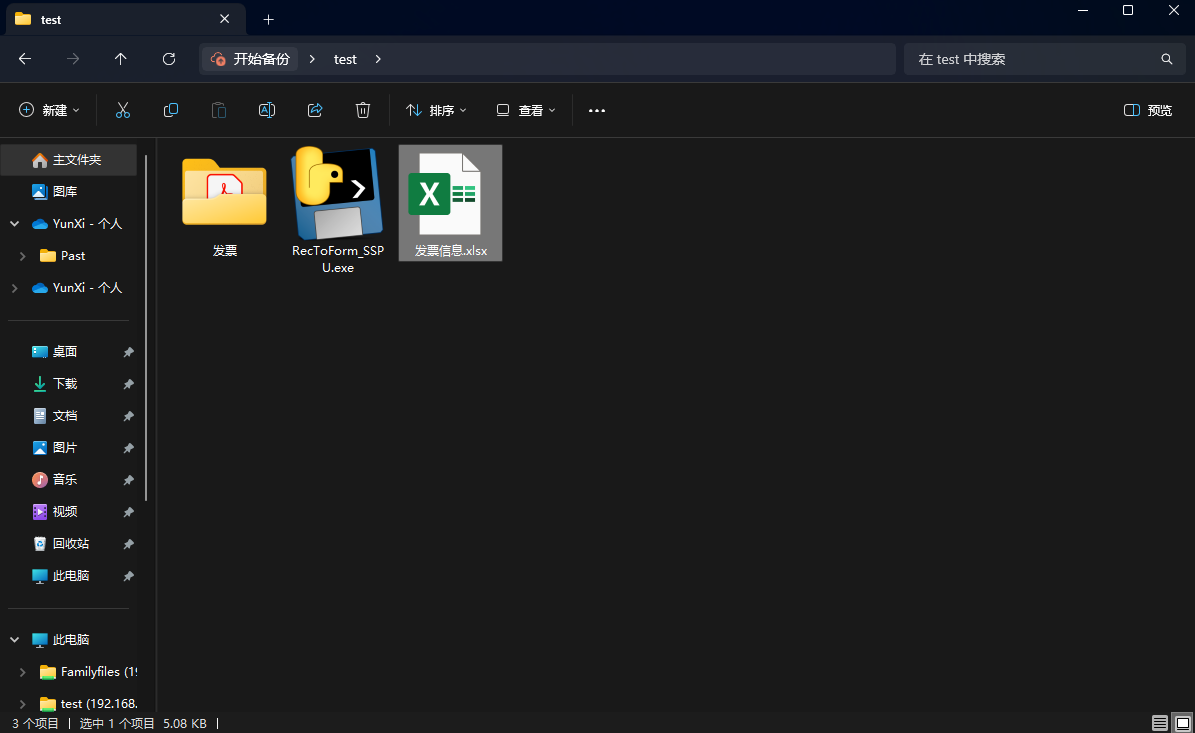 test
开始备份
test
在 test 中搜索
新建
排序
查看
预览
主文件夹
图库
YunXi - 个人
Past
YunXi - 个人
桌面
下载
文档
图片
音乐
视频
回收站
此电脑
此电脑
Familyfiles (19
test (192.168.
发票
RecToForm_SSP
U.exe
发票信息.xlsx
3 个项目
选中 1 个项目 5.08 KB